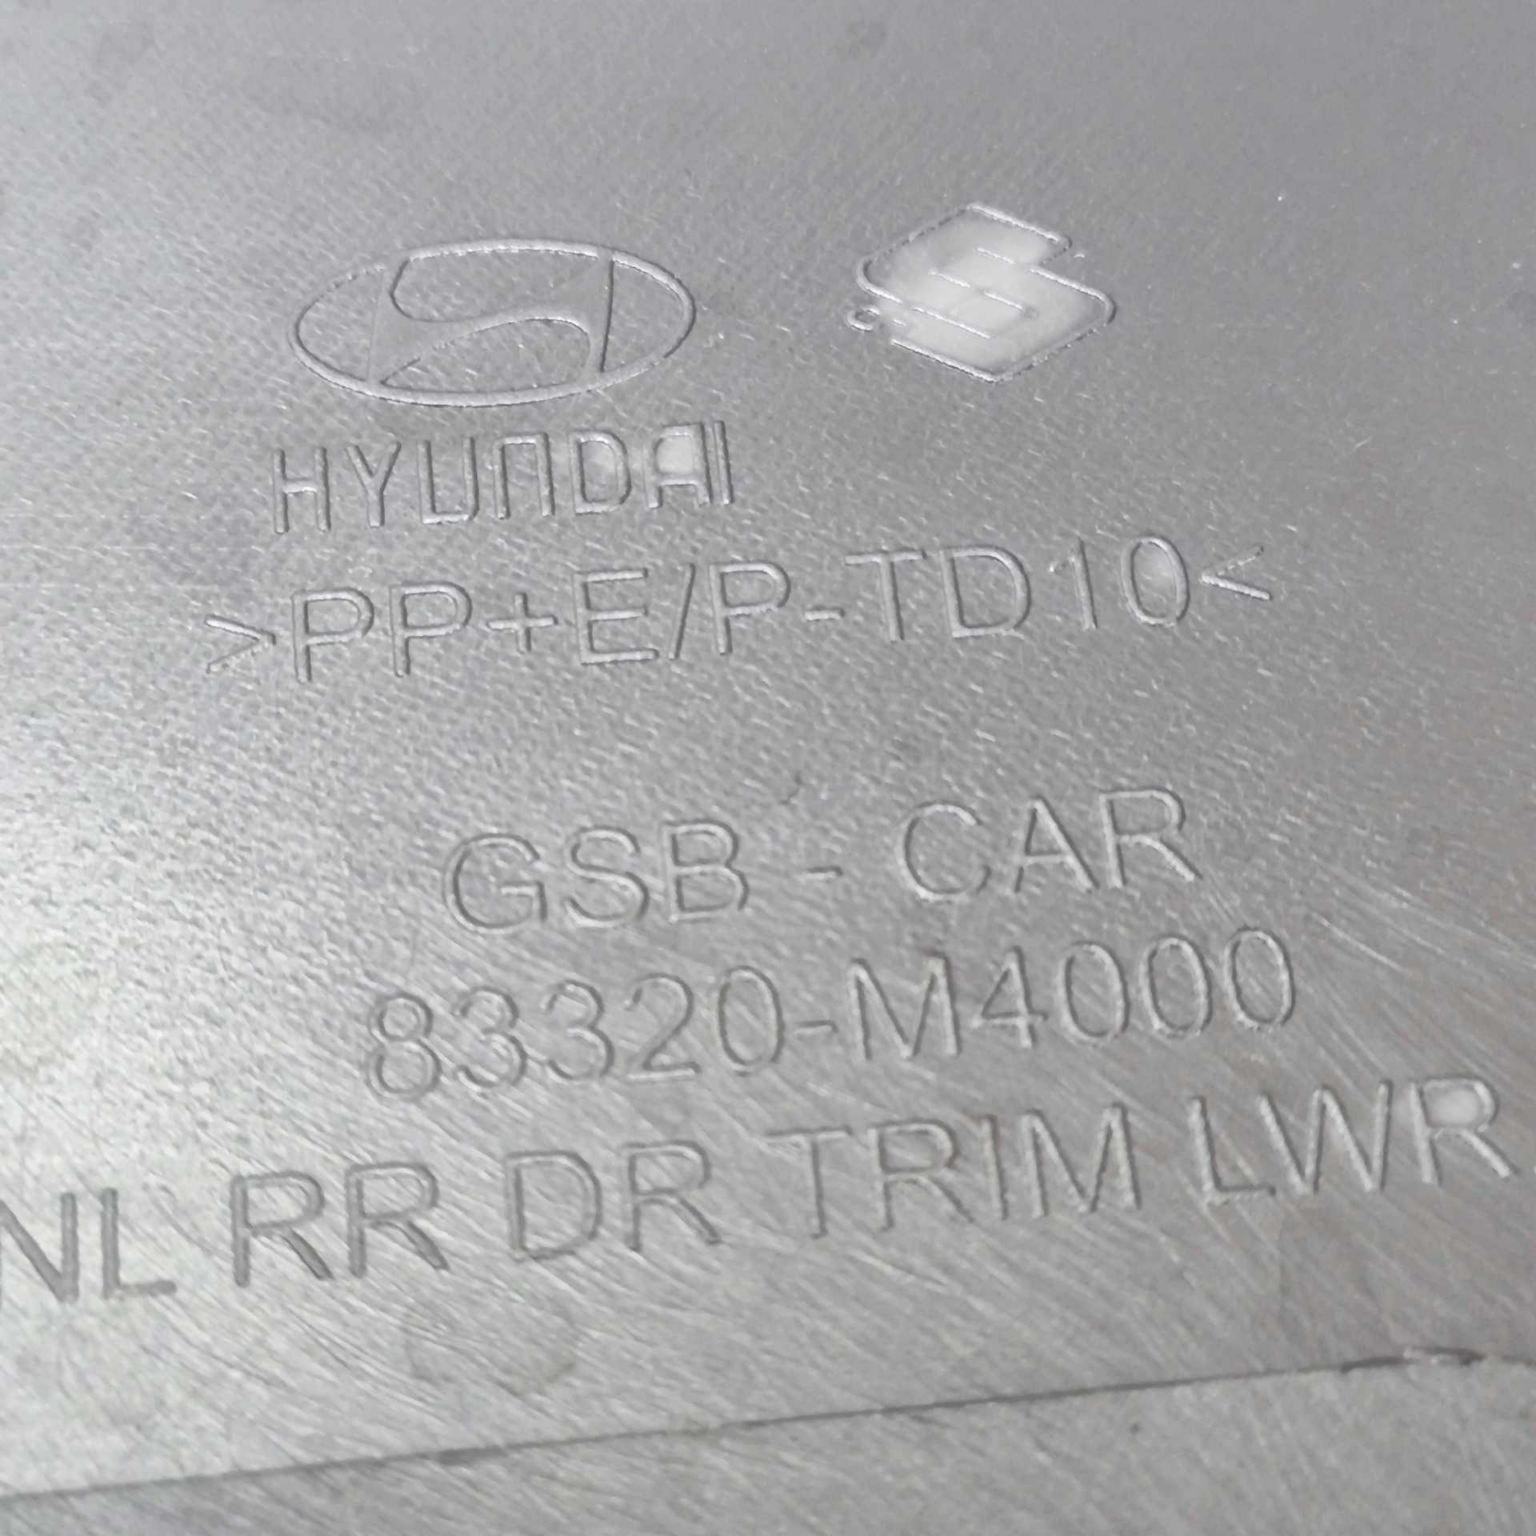 HYUNDAI
>PP+E/P-TD10<
GSB - CAR
83320-M4000
NL RR DR TRIM LWR